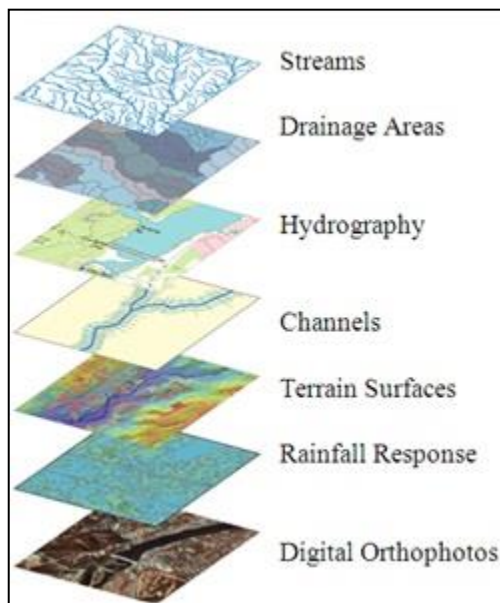 Streams
Drainage Areas
Hydrography
Channels
Terrain Surfaces
Rainfall Response
Digital Orthophotos